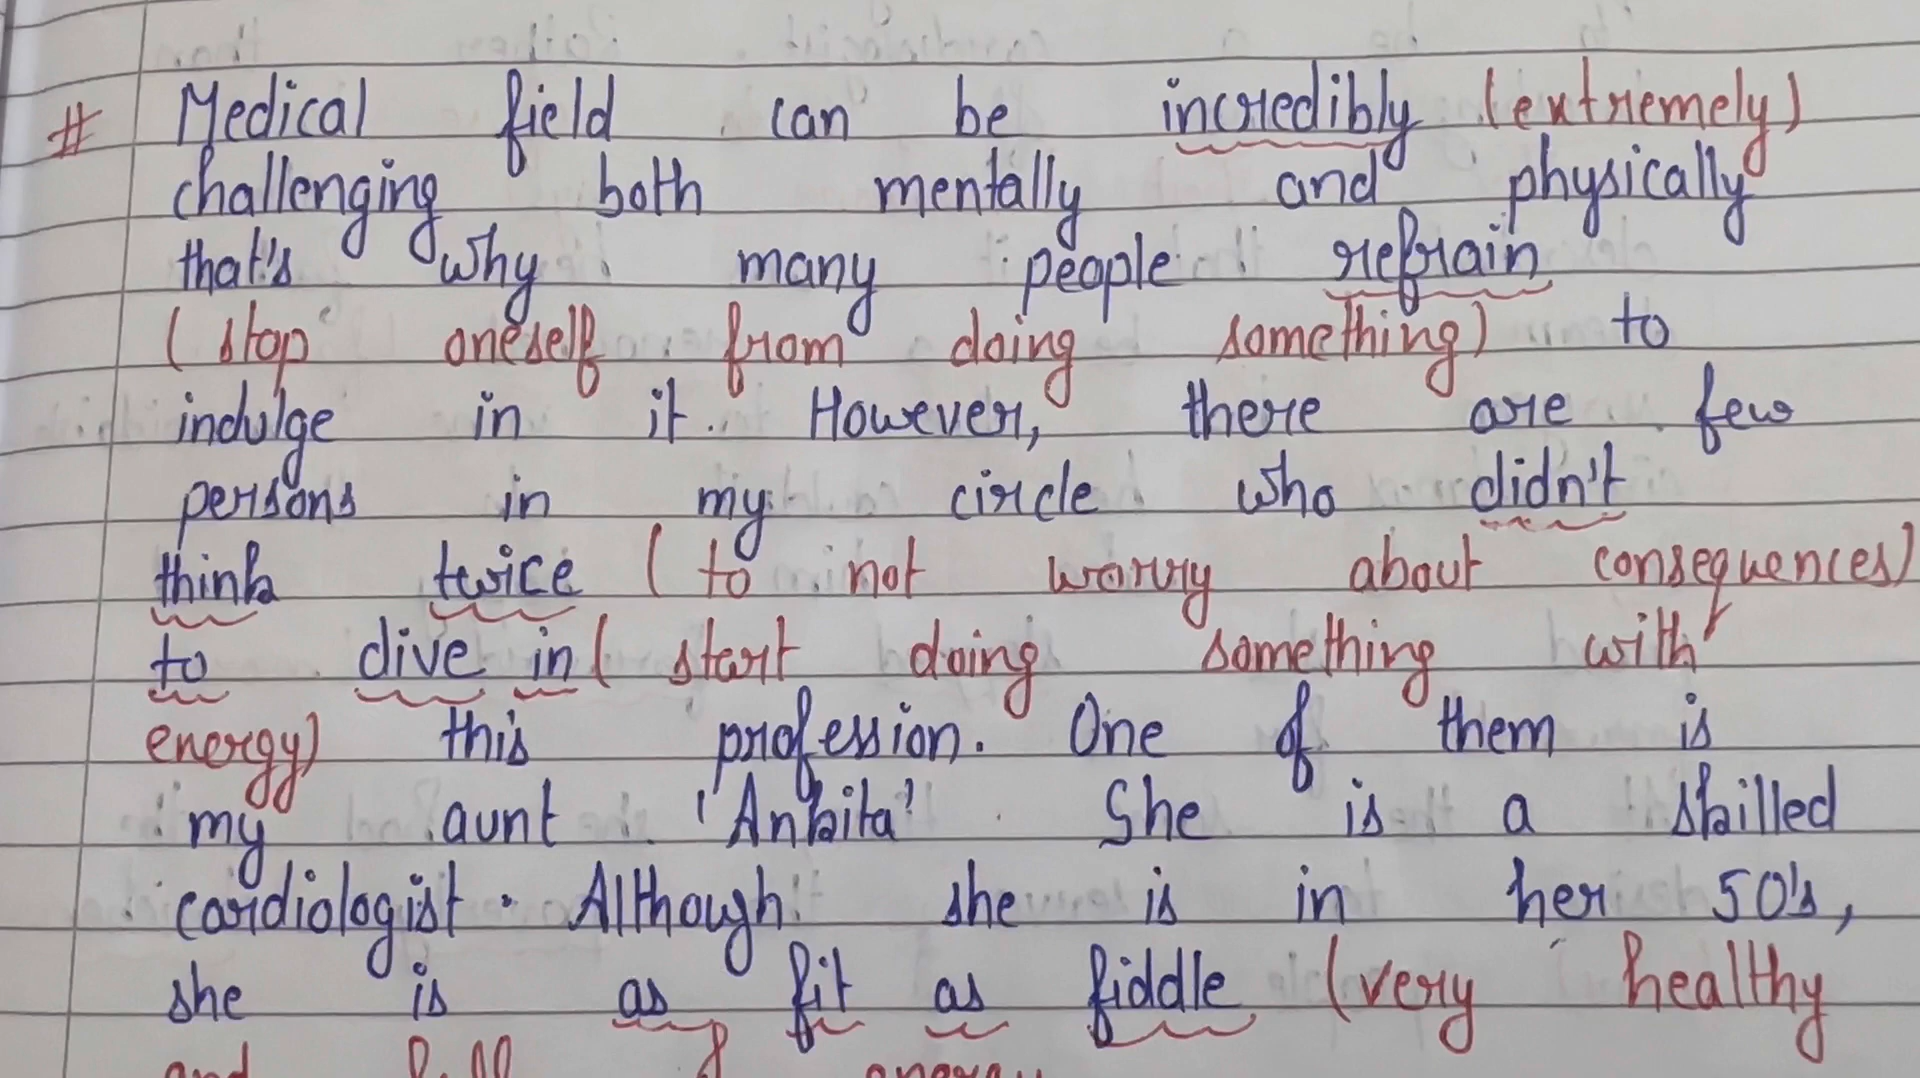 # Medical field can be incredibly (extremely)
challenging both mentally and physically
that's why many people refrain
(stop oneself from doing something) to
indulge in it. However, there are few
persons in my circle who didn't
think twice (to not worry about consequences)
to dive in (start doing something with
energy) this profession. One of them is
my aunt 'Ankita'. She is a skilled
cardiologist. Although she is in her 50's,
she is as fit as fiddle (very healthy
and full of energy